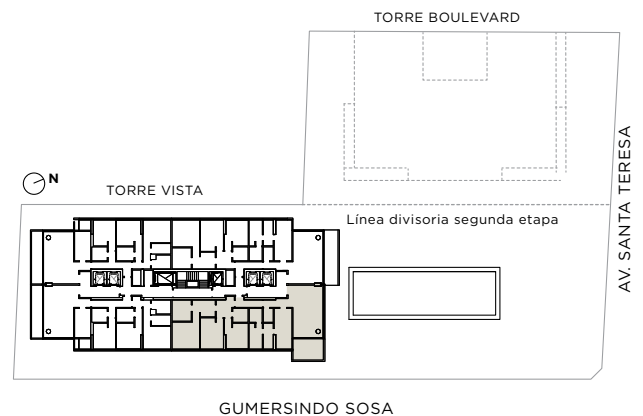 TORRE BOULEVARD
AV. SANTA TERESA
N
TORRE VISTA
Línea divisoria segunda etapa
GUMERSINDO SOSA